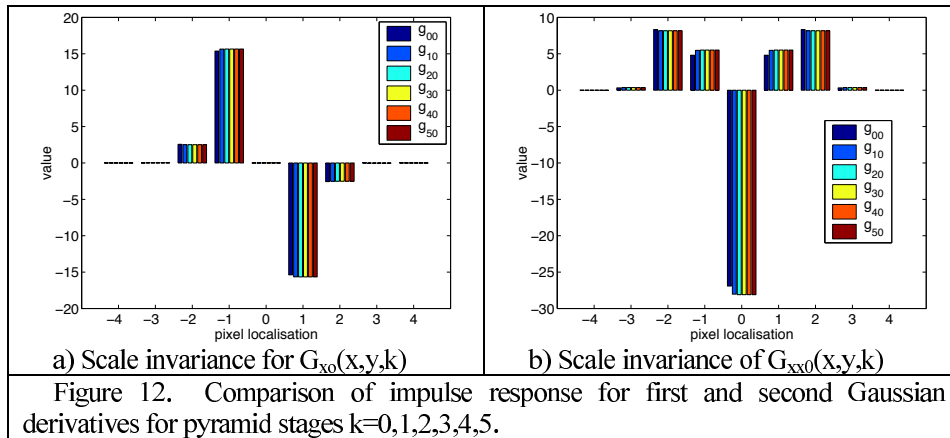 20
15
10
5
0
−5
−10
−15
−20
value
−4 −3 −2 −1 0 1 2 3 4
pixel localisation
g00
g10
g20
g30
g40
g50
a) Scale invariance for Gxo(x,y,k)
10
5
0
−5
−10
−15
−20
−25
−30
value
−4 −3 −2 −1 0 1 2 3 4
pixel localisation
g00
g10
g20
g30
g40
g50
b) Scale invariance of Gxx0(x,y,k)
Figure 12. Comparison of impulse response for first and second Gaussian
derivatives for pyramid stages k=0,1,2,3,4,5.